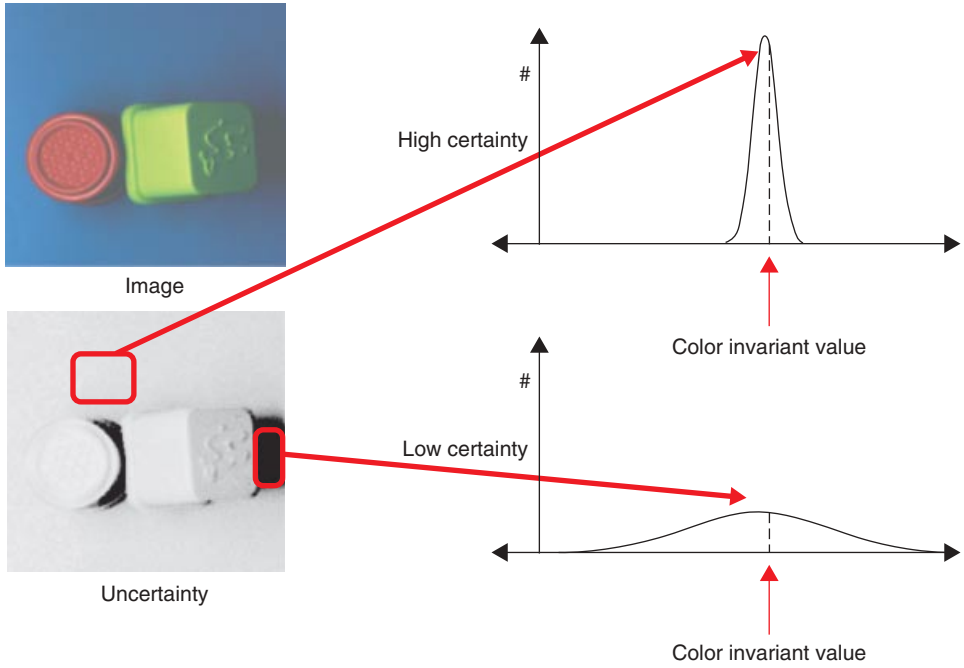 Image
Uncertainty
#
High certainty
Color invariant value
#
Low certainty
Color invariant value